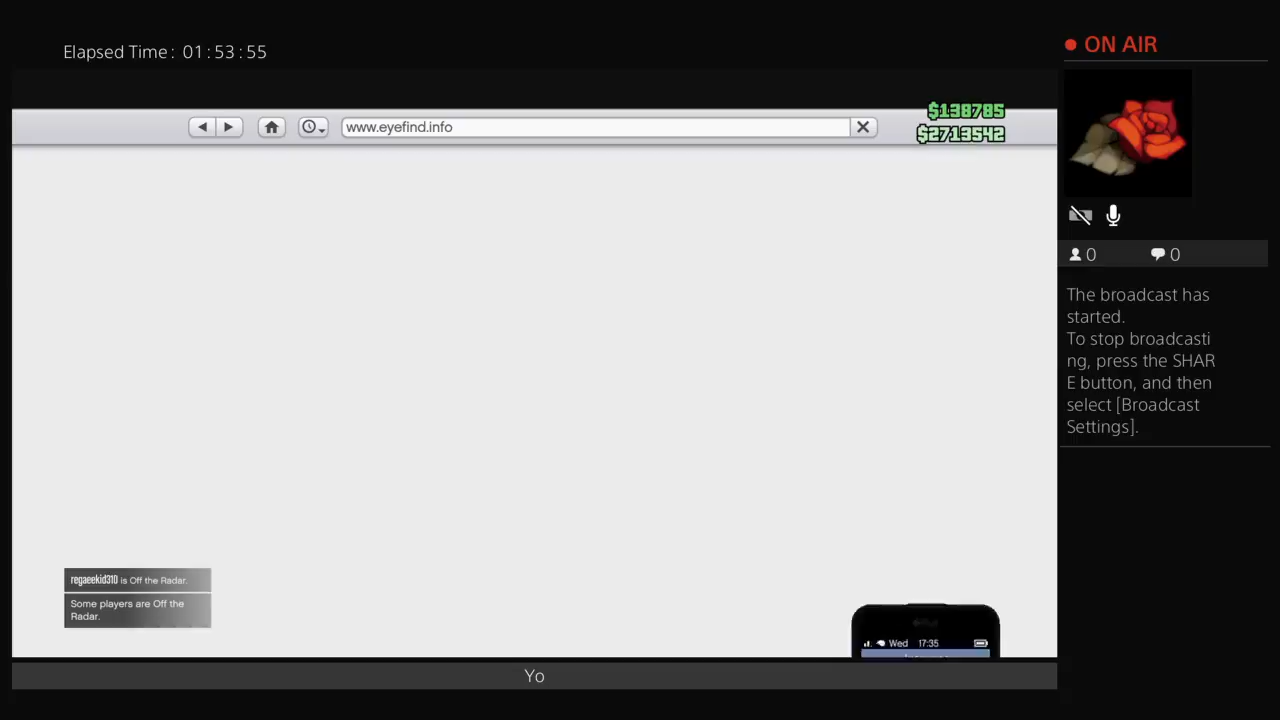 Elapsed Time: 01:53:55
ON AIR
www.eyefind.info
$138785
$2713542
0
0
The broadcast has
started.
To stop broadcasti
ng, press the SHAR
E button, and then
select [Broadcast
Settings].
regaeekid310 is Off the Radar.
Some players are Off the
Radar.
Wed 17:35
Yo